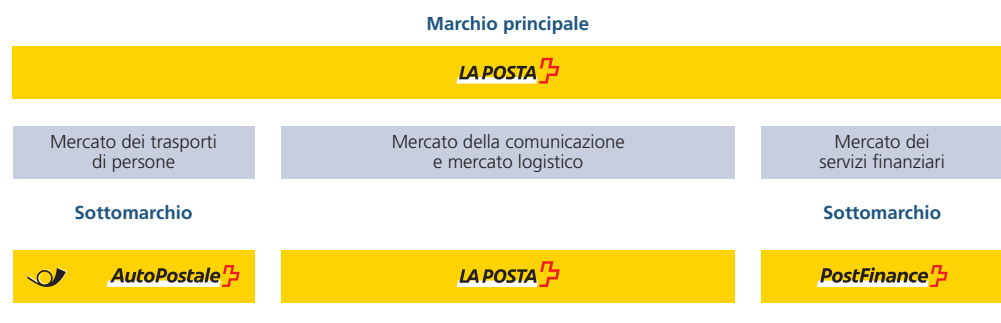 Marchio principale
LA POSTA
Mercato dei trasporti
di persone
Mercato della comunicazione
e mercato logistico
Mercato dei
servizi finanziari
Sottomarchio
Sottomarchio
AutoPostale
LA POSTA
PostFinance